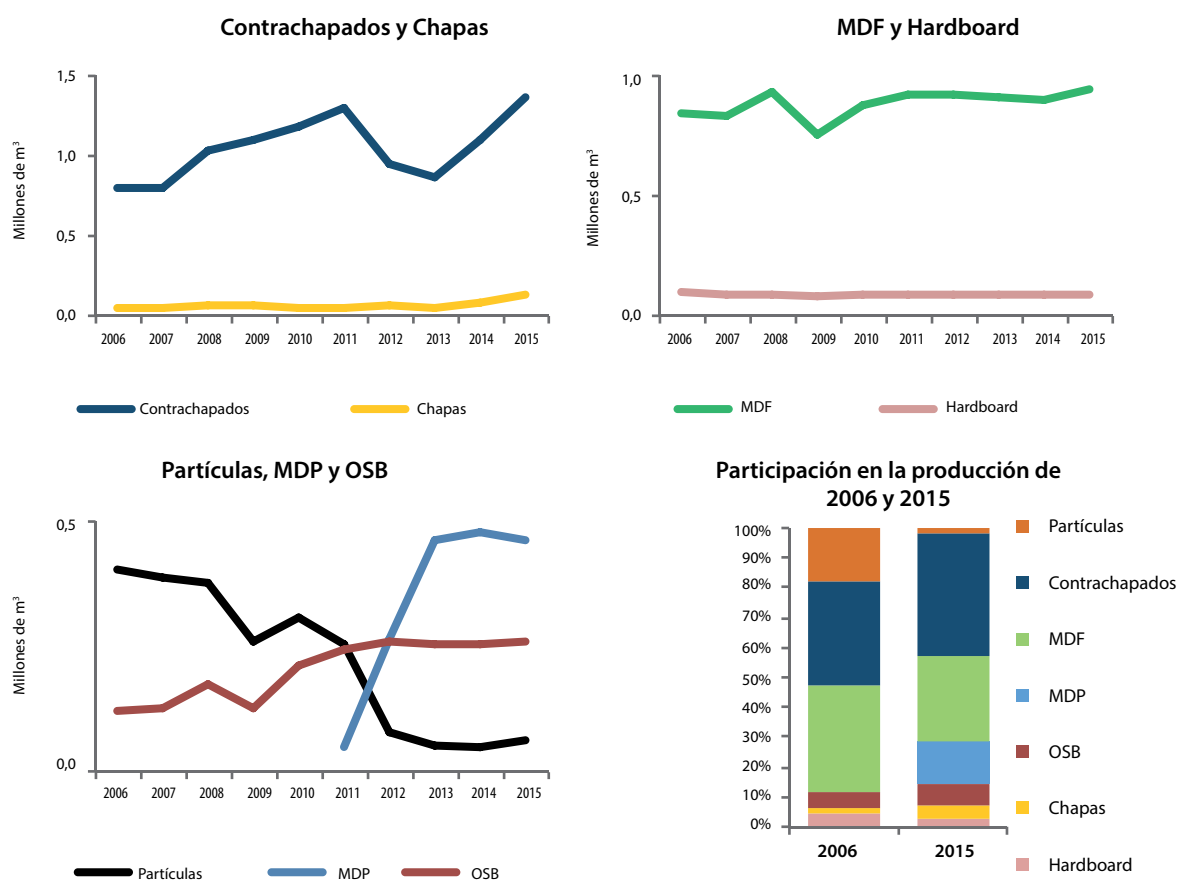 Contrachapados y Chapas
Millones de m³
1,5
1,0
0,5
0,0
2006 2007 2008 2009 2010 2011 2012 2013 2014 2015
Contrachapados Chapas
MDF y Hardboard
Millones de m³
1,0
0,5
0,0
2006 2007 2008 2009 2010 2011 2012 2013 2014 2015
MDF Hardboard
Partículas, MDP y OSB
Millones de m³
0,5
0,0
2006 2007 2008 2009 2010 2011 2012 2013 2014 2015
Partículas MDP OSB
Participación en la producción de
2006 y 2015
100%
90%
80%
70%
60%
50%
40%
30%
20%
10%
0%
2006 2015
Partículas
Contrachapados
MDF
MDP
OSB
Chapas
Hardboard